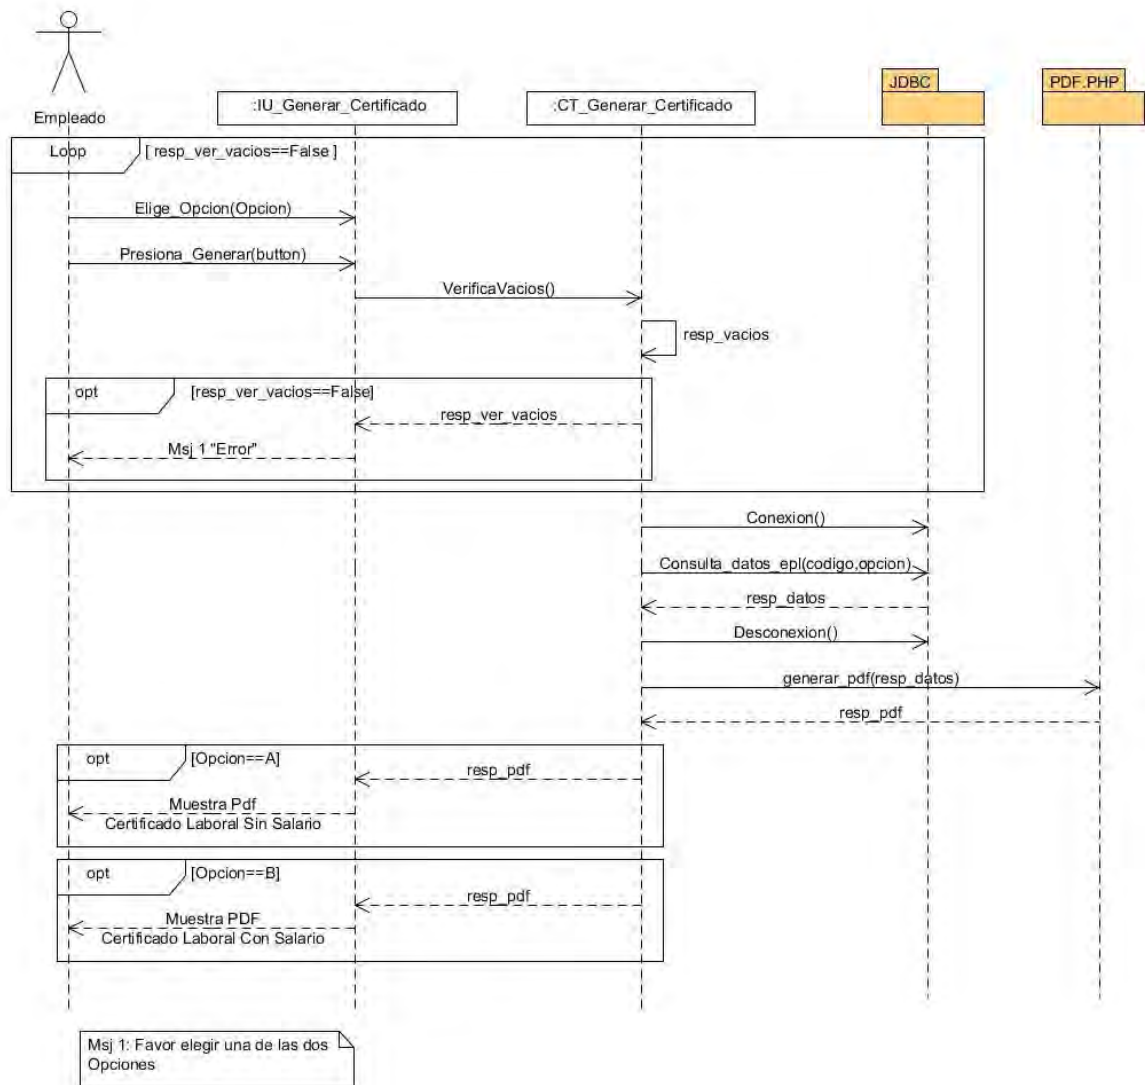 JDBC
PDF.PHP
:IU_Generar_Certificado
:CT_Generar_Certificado
Empleado
Loop
[ resp_ver_vacios==False ]
Elige_Opcion(Opcion)
Presiona_Generar(button)
VerificaVacios()
resp_vacios
opt
[resp_ver_vacios==False]
resp_ver_vacios
Msj 1 "Error"
Conexion()
Consulta_datos_epl(codigo,opcion)
resp_datos
Desconexion()
generar_pdf(resp_datos)
resp_pdf
opt
[Opcion==A]
resp_pdf
Muestra Pdf
Certificado Laboral Sin Salario
opt
[Opcion==B]
resp_pdf
Muestra PDF
Certificado Laboral Con Salario
Msj 1: Favor elegir una de las dos
Opciones